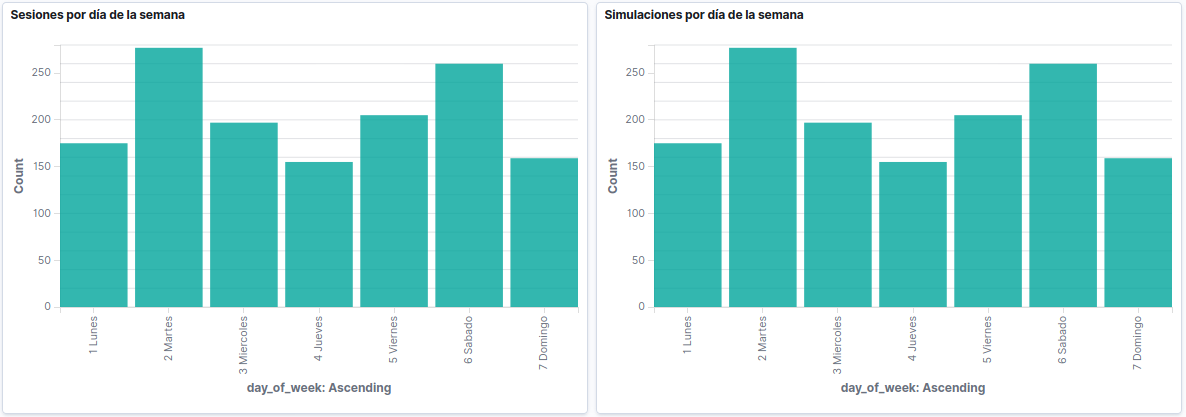 Sesiones por día de la semana
Count
250
200
150
100
50
0
1 Lunes
2 Martes
3 Miercoles
4 Jueves
5 Viernes
6 Sabado
7 Domingo
day_of_week: Ascending
Simulaciones por día de la semana
Count
250
200
150
100
50
0
1 Lunes
2 Martes
3 Miercoles
4 Jueves
5 Viernes
6 Sabado
7 Domingo
day_of_week: Ascending